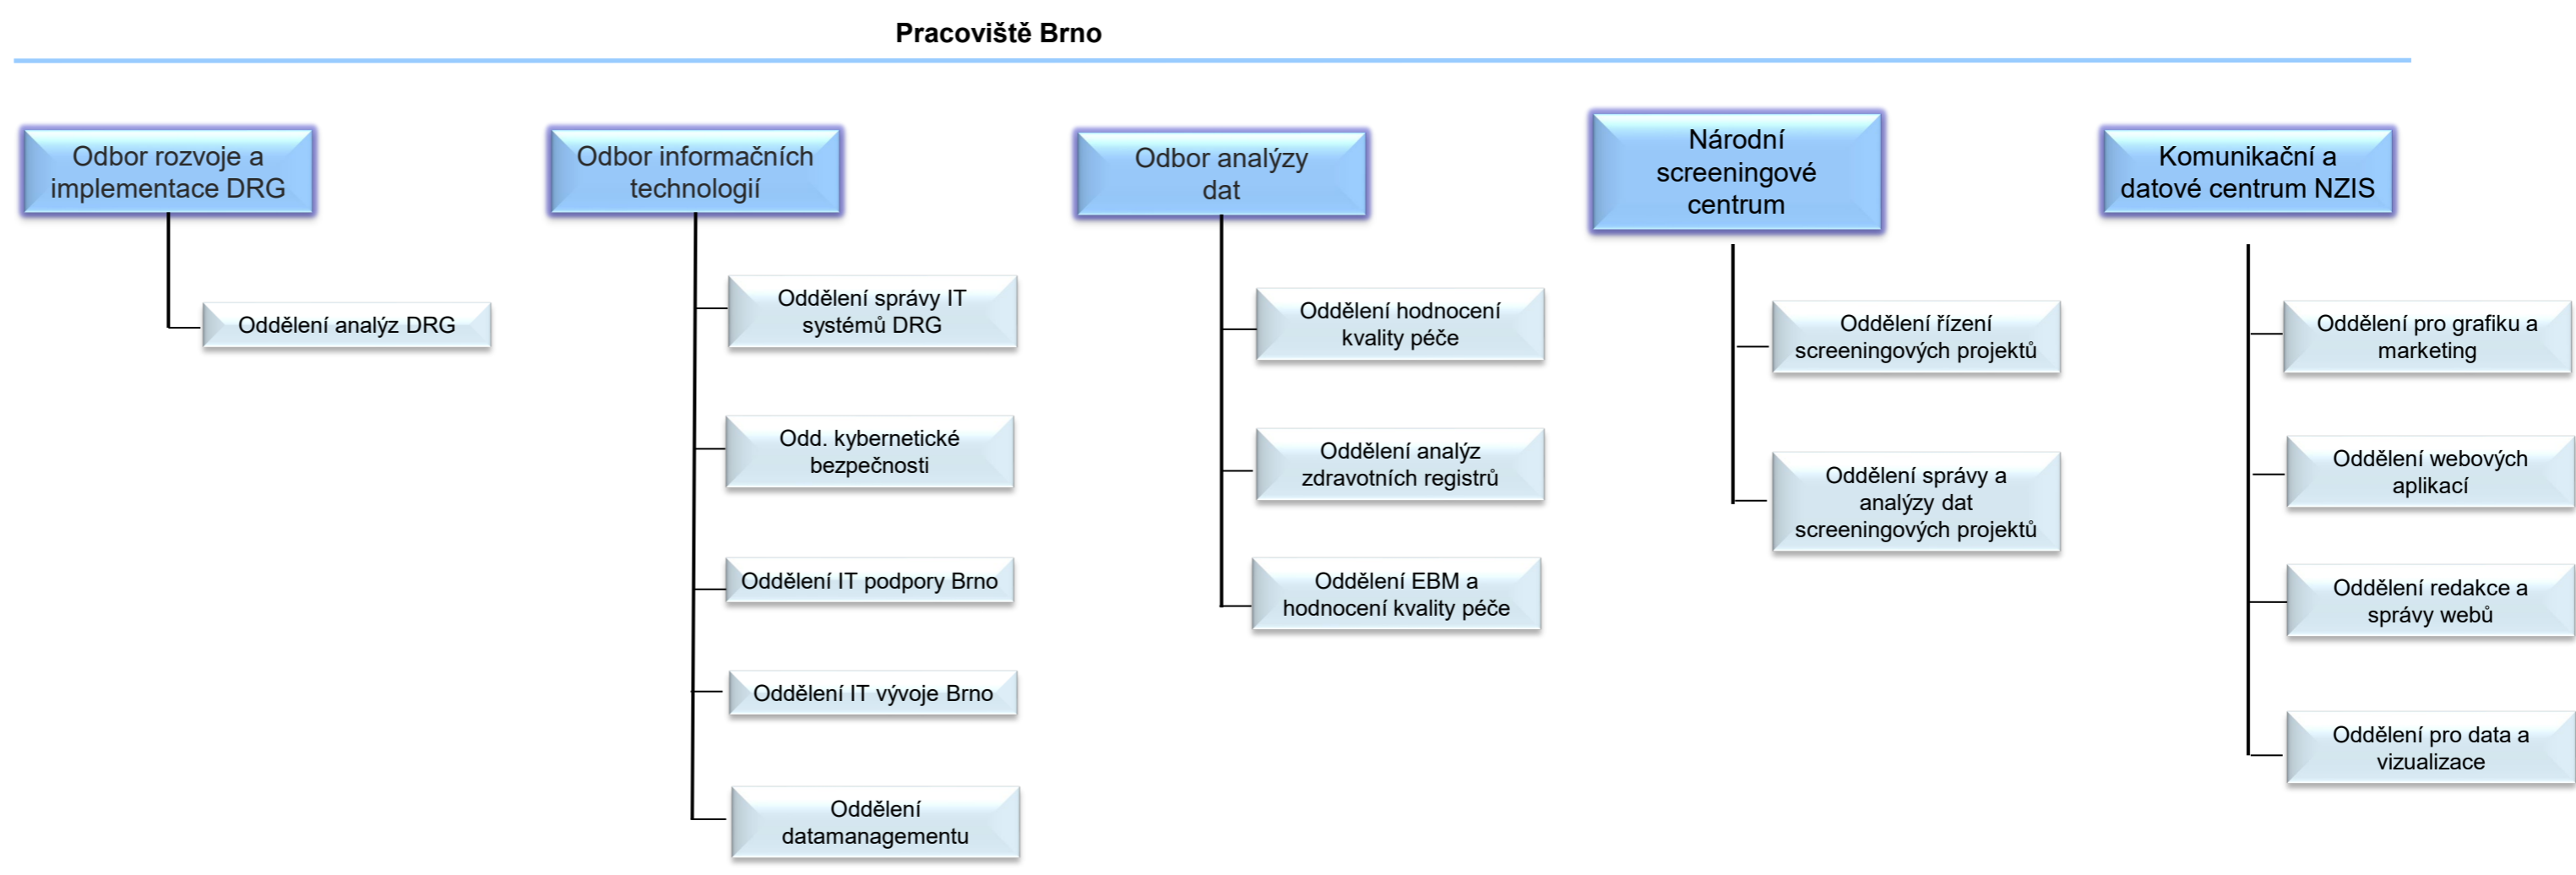 Pracoviště Brno
Odbor rozvoje a
implementace DRG
Oddělení analýz DRG
Odbor informačních
technologií
Oddělení správy IT
systémů DRG
Odd. kybernetické
bezpečnosti
Oddělení IT podpory Brno
Oddělení IT vývoje Brno
Oddělení
datamanagementu
Odbor analýzy
dat
Oddělení hodnocení
kvality péče
Oddělení analýz
zdravotních registrů
Oddělení EBM a
hodnocení kvality péče
Národní
screeningové
centrum
Oddělení řízení
screeningových projektů
Oddělení správy a
analýzy dat
screeningových projektů
Komunikační a
datové centrum NZIS
Oddělení pro grafiku a
marketing
Oddělení webových
aplikací
Oddělení redakce a
správy webů
Oddělení pro data a
vizualizace